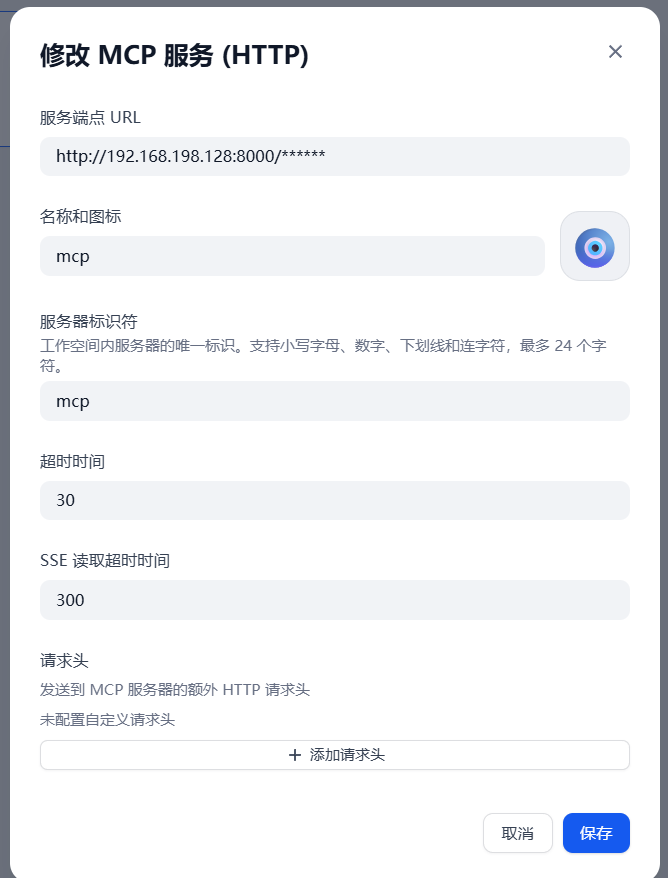 修改 MCP 服务 (HTTP)
服务端点 URL
http://192.168.198.128:8000/******
名称和图标
mcp
服务器标识符
工作空间内服务器的唯一标识。支持小写字母、数字、下划线和连字符，最多 24 个字
符。
mcp
超时时间
30
SSE 读取超时时间
300
请求头
发送到 MCP 服务器的额外 HTTP 请求头
未配置自定义请求头
+ 添加请求头
取消
保存